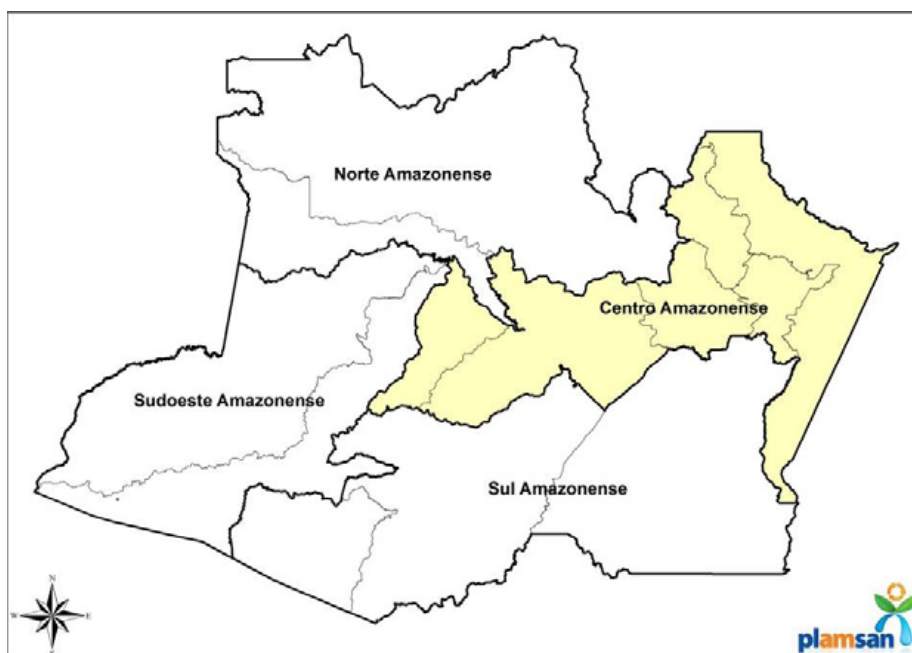 Norte Amazonense
Centro Amazonense
Sudoeste Amazonense
Sul Amazonense
N
W
E
S
plamsan